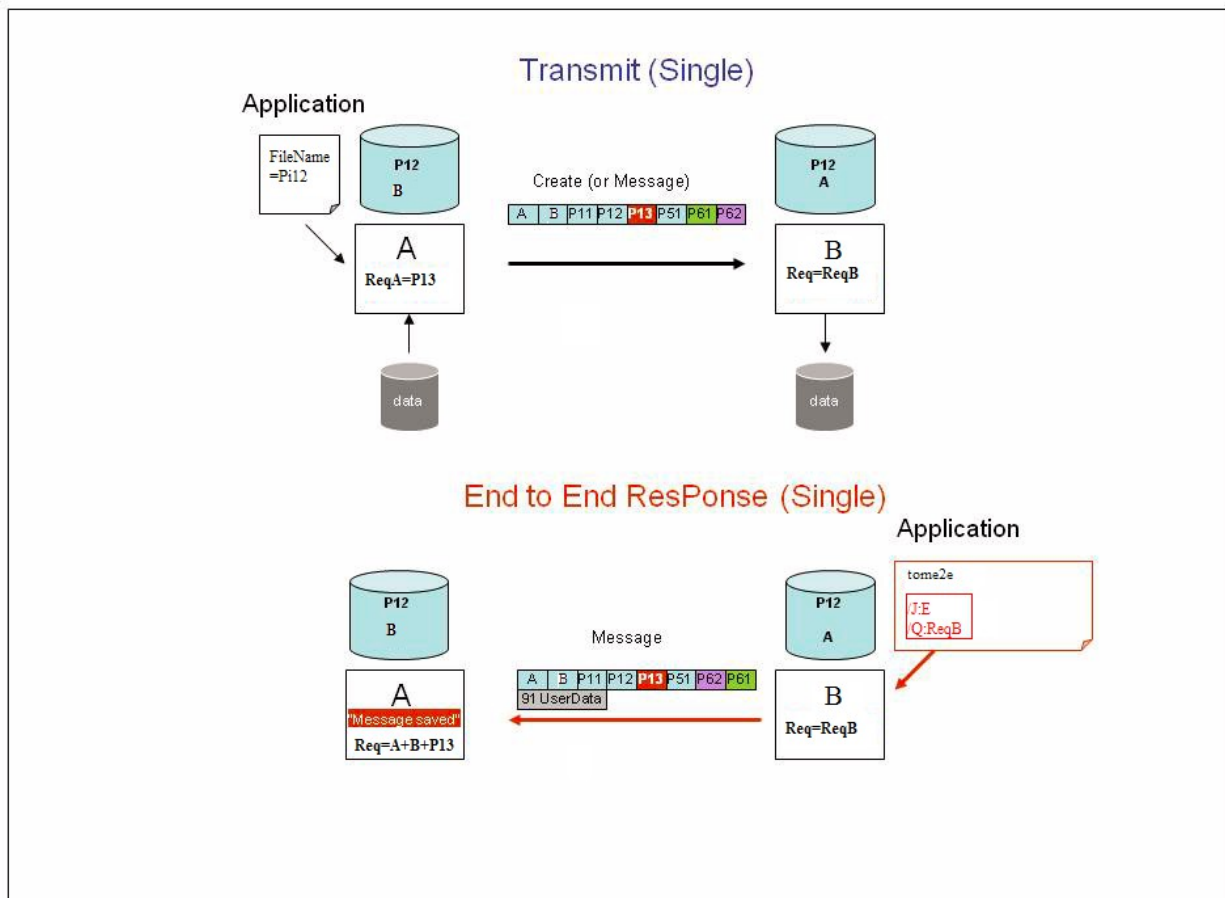 Transmit (Single)
Application
FileName
=Pi12
P12
B
Create (or Message)
A B P11 P12 P13 P51 P61 P62
P12
A
A
ReqA=P13
B
Req=ReqB
data
data
End to End ResPonse (Single)
Application
P12
B
Message
P12
A
tome2e
/J:E
/Q:ReqB
A B P11 P12 P13 P51 P62 P61
91 UserData
A
"Message saved"
Req=A+B+P13
B
Req=ReqB